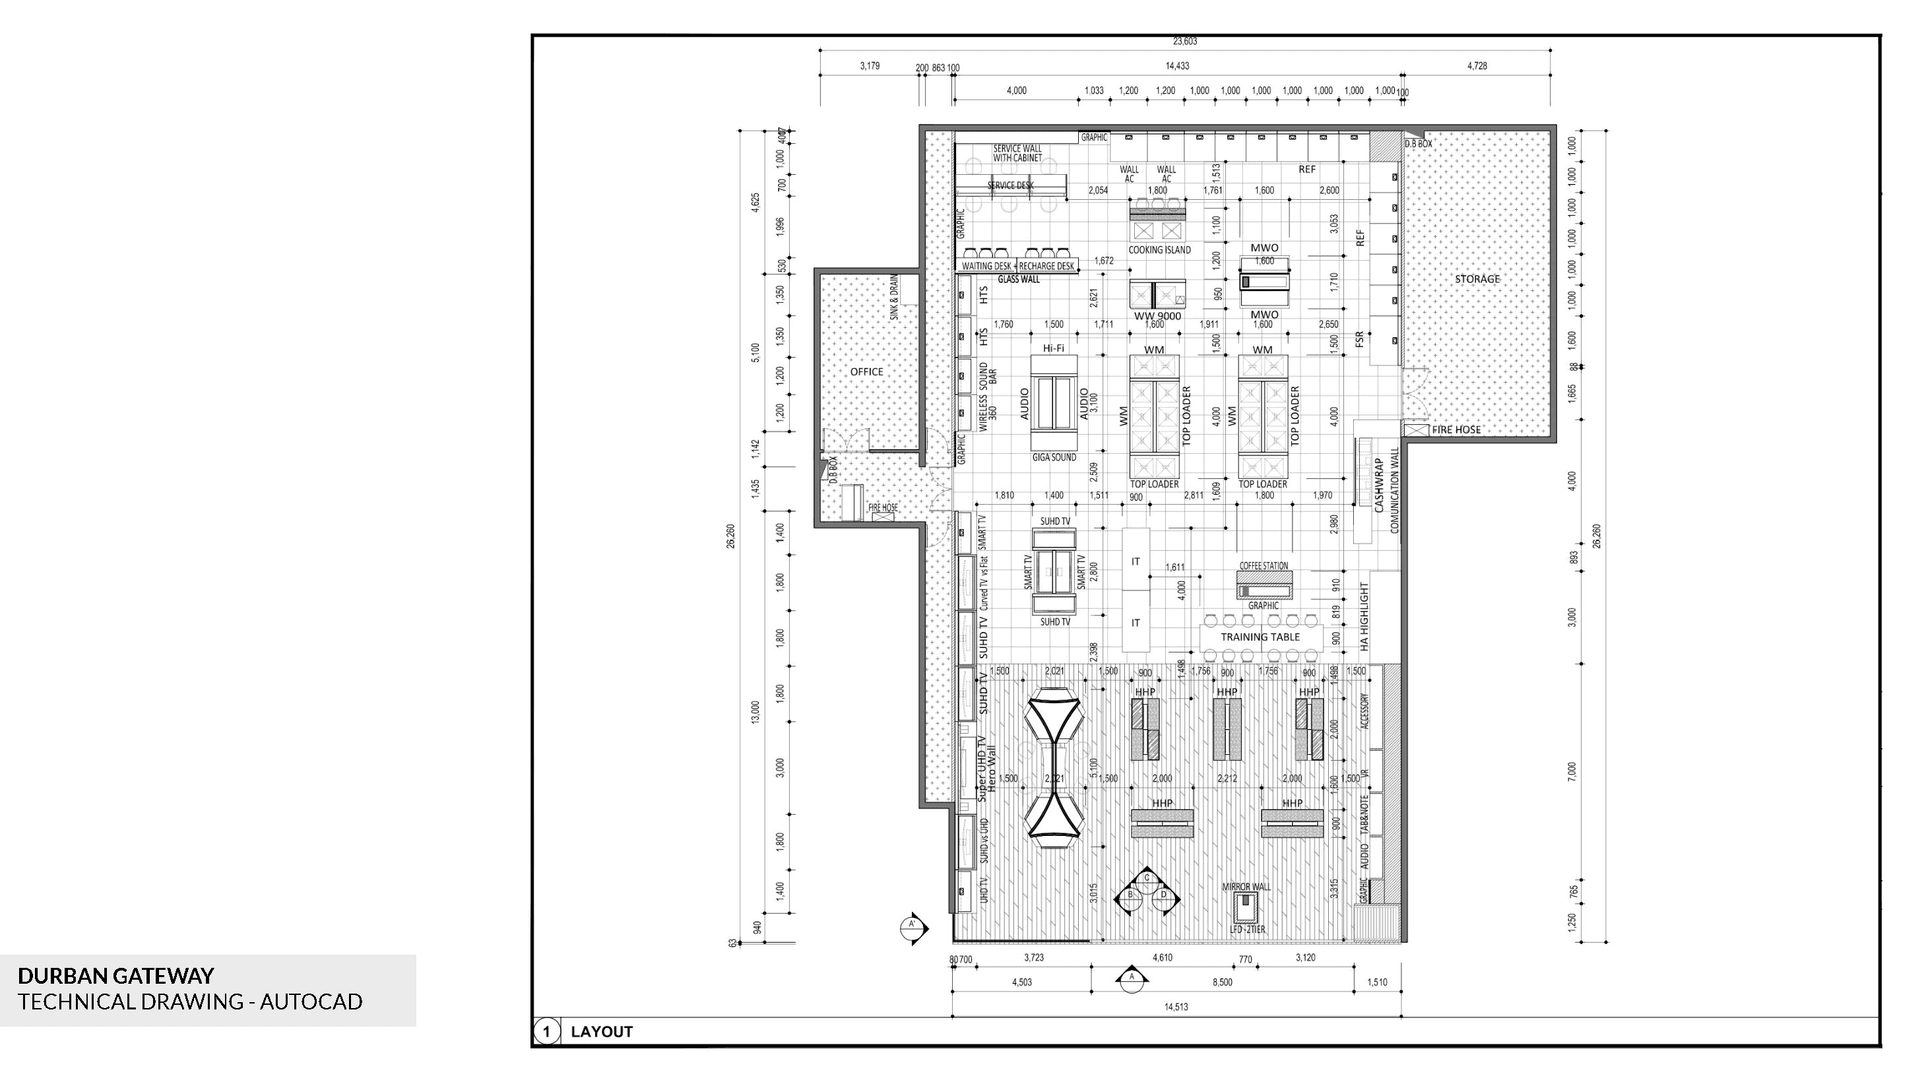 23,603
3,179
200
863
100
14,433
4,728
4,000
1.033
1,200
1,200
1,000
1,000
1,000
1,000
1,000
1,000
1,000
100
GRAPHIC
D.B BOX
SERVICE WALL
WITH CABINET
WALL
AC
WALL
AC
1,513
REF
SERVICE DESK
2,054
1,800
1,761
1,600
2,600
GRAPHIC
1,100
3,053
COOKING ISLAND
MWO
REF
WAITING DESK + RECHARGE DESK
1,672
1,200
1,600
GLASS WALL
STORAGE
SINK & DRAIN
HTS
2,621
950
1,710
WW 9000
MWO
1,760
1,500
1,711
1,600
1,911
1,600
2,650
HTS
Hi-Fi
WM
WM
1,500
1,500
FSR
OFFICE
WIRELESS SOUND
360 BAR
AUDIO
AUDIO
3,100
WM
TOP LOADER
4,000
WM
TOP LOADER
4,000
FIRE HOSE
GRAPHIC
GIGA SOUND
D.B BOX
2,509
TOP LOADER
TOP LOADER
1,609
CASHWRAP
COMUNICATION WALL
1,810
1,400
1,511
900
2,811
1,800
1,970
FIRE HOSE
SUHD TV
SMART TV
2,980
IT
COFFEE STATION
SMART TV
SMART TV
2,800
1,611
Curved TV vs Flat
4,000
910
GRAPHIC
819
HA HIGHLIGHT
SUHD TV
IT
TRAINING TABLE
900
SUHD TV
2,398
1,498
1,498
1,500
2,021
1,500
900
1,756
900
1,756
900
1,500
SUHD TV
HHP
HHP
HHP
ACCESSORY
2,000
Super UHD TV
Hero Wall
5,100
1,500
2,021
1,500
2,000
2,212
2,000
1,500
VR
1,600
HHP
HHP
TAB&NOTE
900
SUHD vs UHD
AUDIO
UHD TV
3,015
C
B
D
MIRROR WALL
3,315
GRAPHIC
LFD -2TIER
A'
1,000
700
1,996
530
4,625
1,350
1,350
1,200
1,200
5,100
1,142
1,435
1,400
1,800
1,800
1,800
3,000
1,800
1,400
13,000
940
63
26,260
1,000
1,000
1,000
1,000
1,000
1,000
1,600
88
1,665
4,000
893
3,000
7,000
765
1,250
26,260
80
700
3,723
4,610
770
3,120
4,503
A
8,500
1,510
14,513
1
LAYOUT
DURBAN GATEWAY
TECHNICAL DRAWING - AUTOCAD